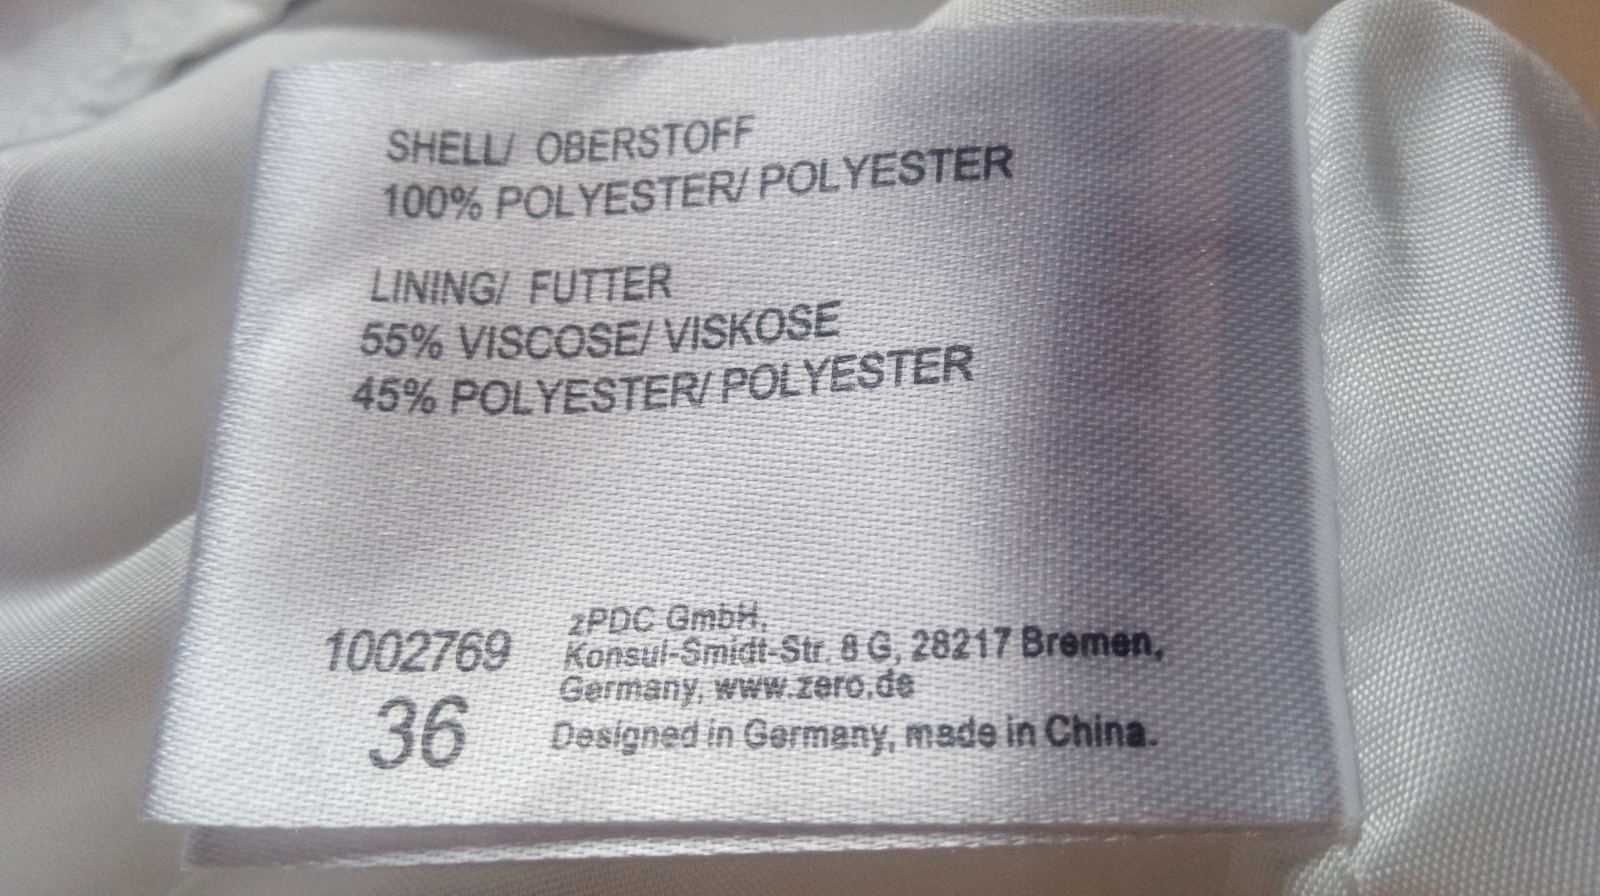 SHELL/ OBERSTOFF
100% POLYESTER/ POLYESTER
LINING/ FUTTER
55% VISCOSE/ VISKOSE
45% POLYESTER/ POLYESTER
1002769
36
zPDC GmbH,
Konsul-Smidt-Str. 8 G, 28217 Bremen,
Germany, www.zero.de
Designed in Germany, made in China.